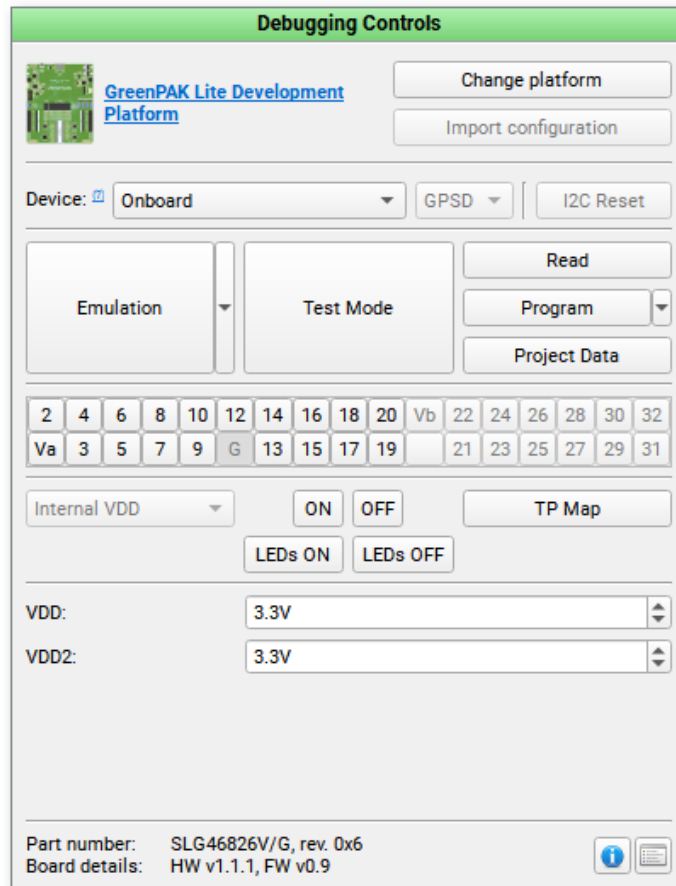 Debugging Controls
GreenPAK Lite Development
Platform
Change platform
Import configuration
Device: [?] Onboard GPSD I2C Reset
Emulation Test Mode
Read
Program
Project Data
2 4 6 8 10 12 14 16 18 20 Vb 22 24 26 28 30 32
Va 3 5 7 9 G 13 15 17 19 21 23 25 27 29 31
Internal VDD ON OFF TP Map
LEDs ON LEDs OFF
VDD: 3.3V
VDD2: 3.3V
Part number: SLG46826V/G, rev. 0x6
Board details: HW v1.1.1, FW v0.9